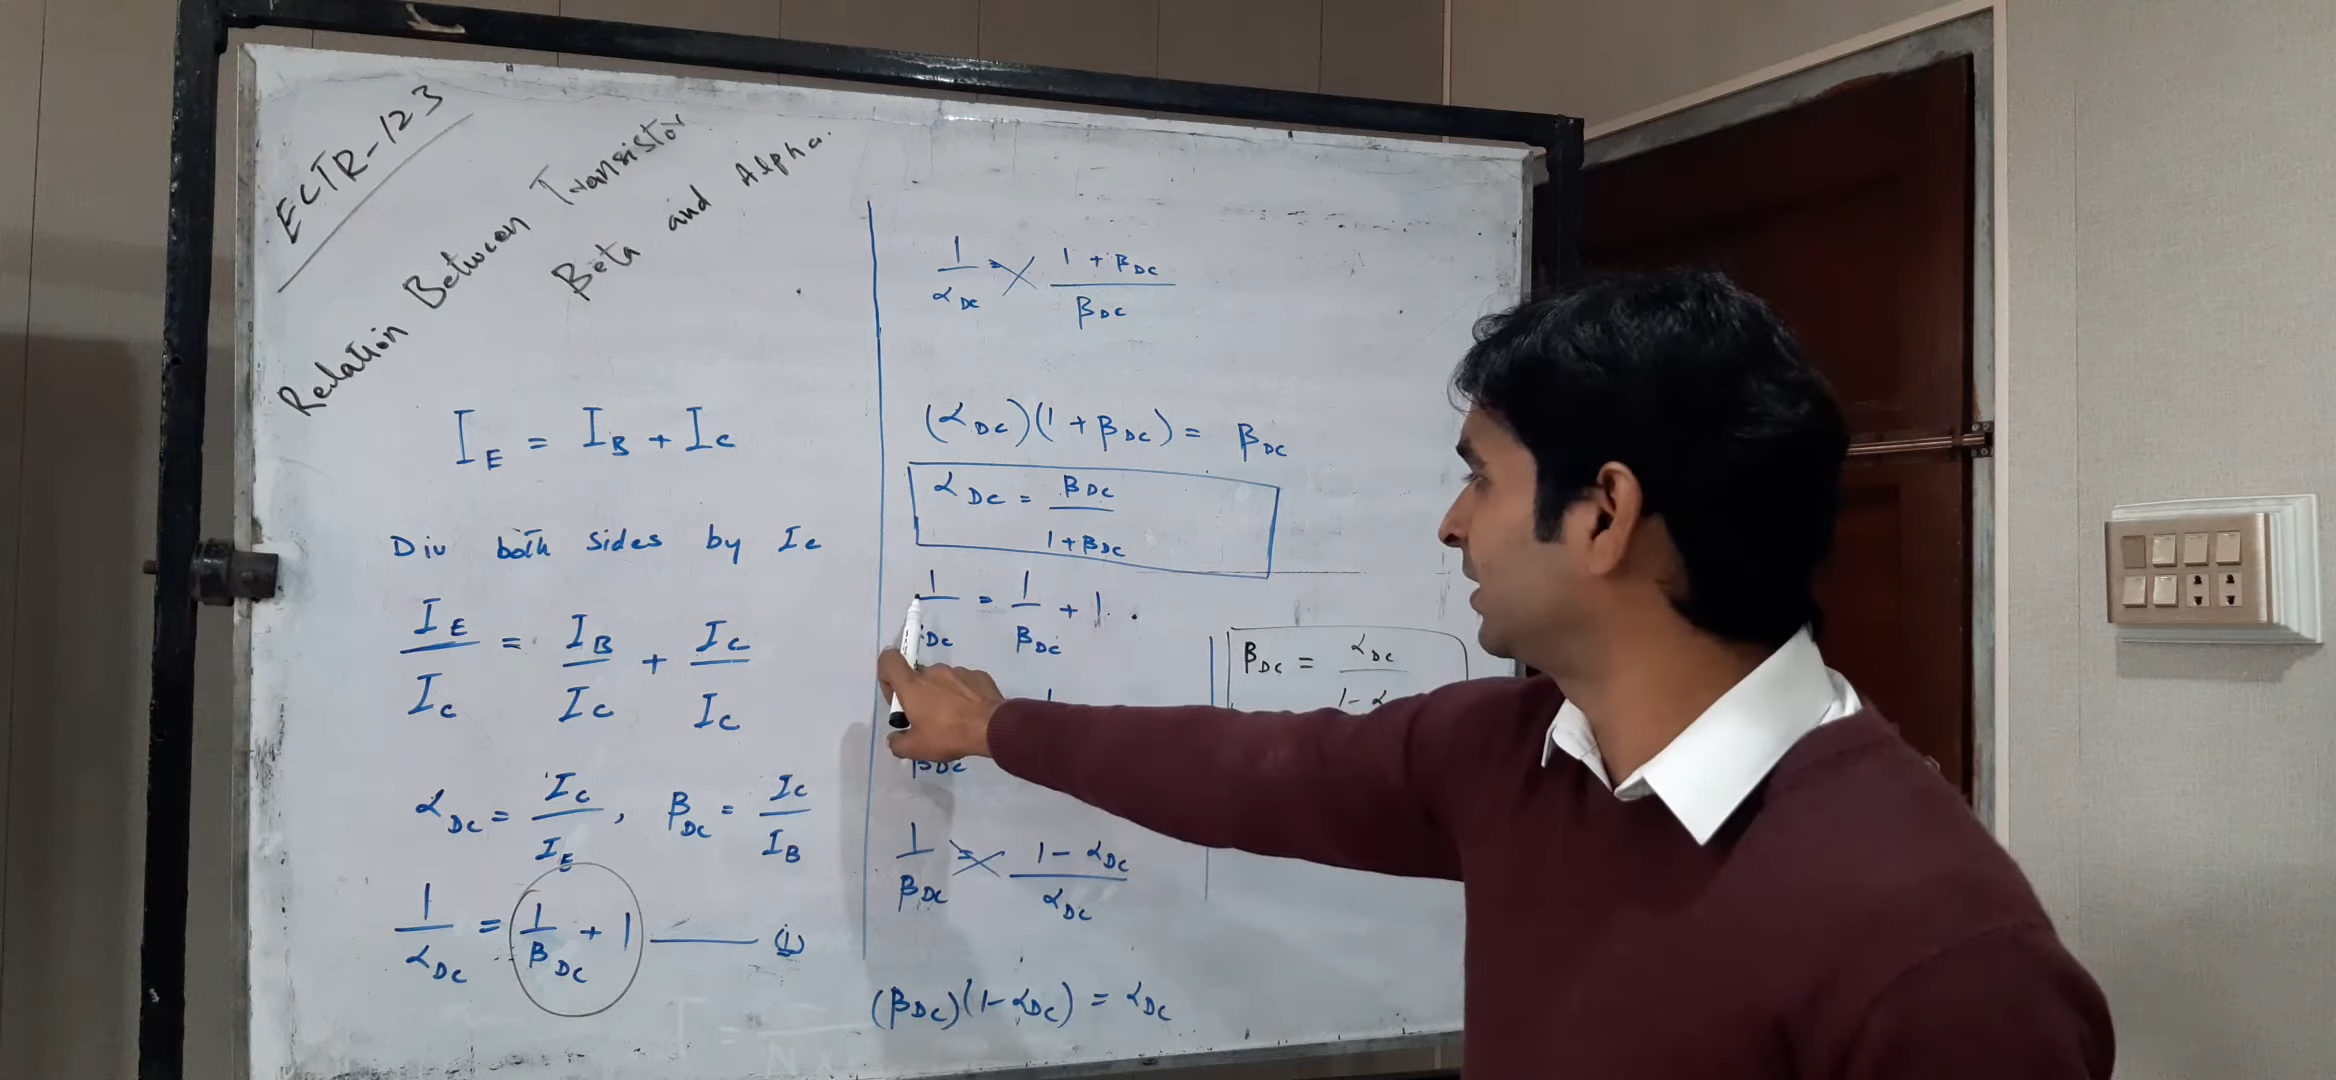 ECTR-123
Relation Between Transistor
Beta and Alpha.
I_E = I_B + I_C
Div both sides by I_C
I_E/I_C = I_B/I_C + I_C/I_C
α_DC = I_C/I_E , β_DC = I_C/I_B
1/α_DC = 1/β_DC + 1 —— (1)
1/α_DC = (1 + β_DC)/β_DC
(α_DC)(1 + β_DC) = β_DC
α_DC = β_DC/(1 + β_DC)
1/DC = 1/β_DC + 1
β_DC
1/β_DC = (1 - α_DC)/α_DC
(β_DC)(1 - α_DC) = α_DC
β_DC = α_DC/(1 - α